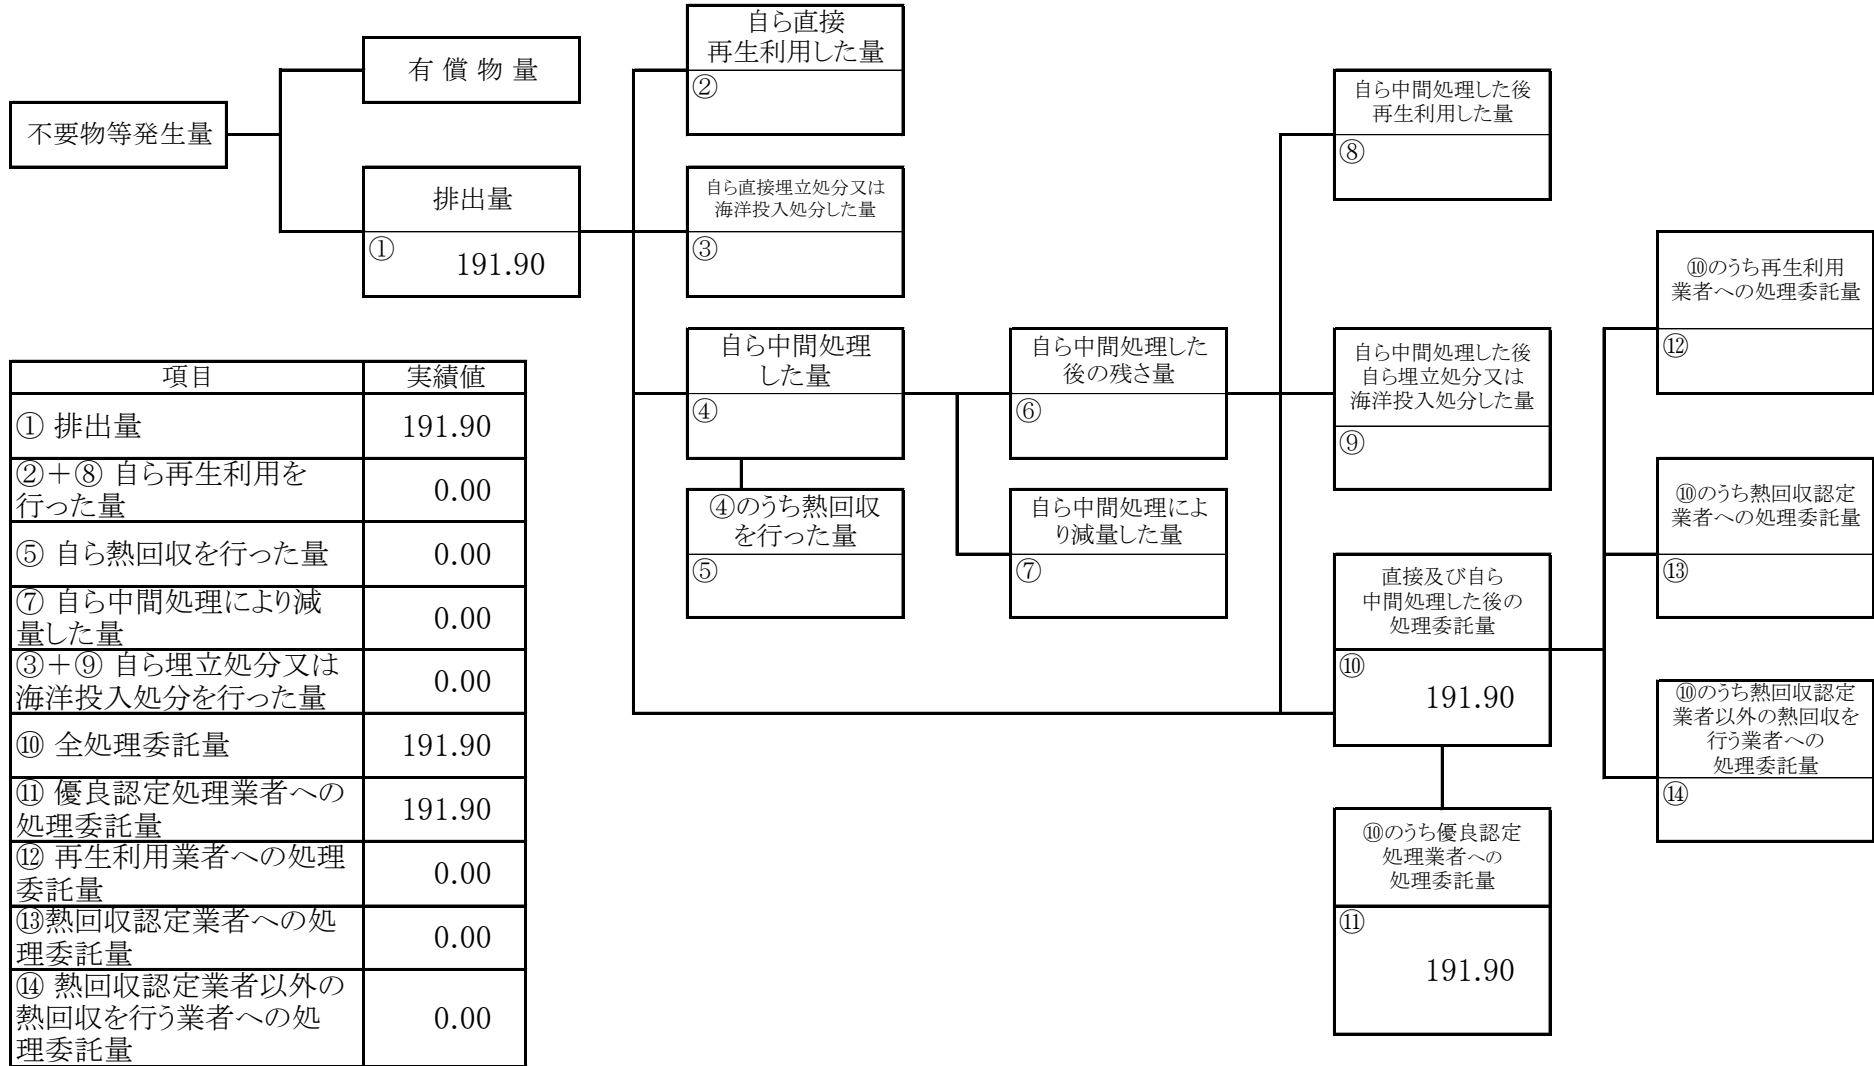 不要物等発生量
有 償 物 量
排出量
①
191.90
自ら直接
再生利用した量
②
自ら直接埋立処分又は
海洋投入処分した量
③
自ら中間処理
した量
④
④のうち熱回収
を行った量
⑤
自ら中間処理した
後の残さ量
⑥
自ら中間処理によ
り減量した量
⑦
自ら中間処理した後
再生利用した量
⑧
自ら中間処理した後
自ら埋立処分又は
海洋投入処分した量
⑨
直接及び自ら
中間処理した後の
処理委託量
⑩
191.90
⑩のうち優良認定
処理業者への
処理委託量
⑪
191.90
⑩のうち再生利用
業者への処理委託量
⑫
⑩のうち熱回収認定
業者への処理委託量
⑬
⑩のうち熱回収認定
業者以外の熱回収を
行う業者への
処理委託量
⑭
項目 実績値
① 排出量 191.90
②+⑧ 自ら再生利用を
行った量 0.00
⑤ 自ら熱回収を行った量 0.00
⑦ 自ら中間処理により減
量した量 0.00
③+⑨ 自ら埋立処分又は
海洋投入処分を行った量 0.00
⑩ 全処理委託量 191.90
⑪ 優良認定処理業者への
処理委託量 191.90
⑫ 再生利用業者への処理
委託量 0.00
⑬熱回収認定業者への処
理委託量 0.00
⑭ 熱回収認定業者以外の
熱回収を行う業者への処
理委託量 0.00